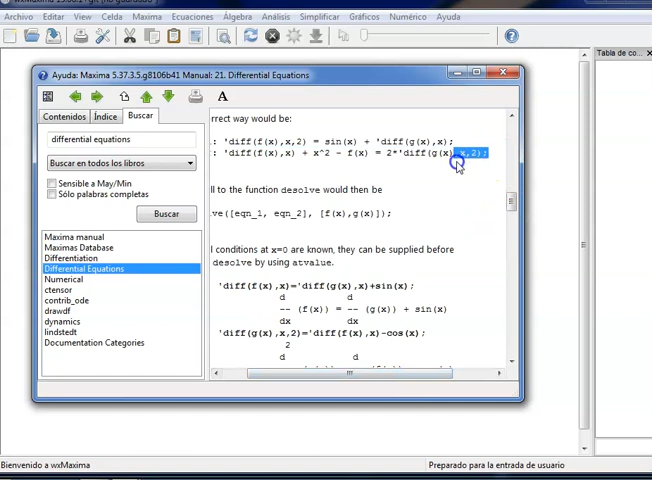 Archivo Editar Vista Celda Maxima Ecuaciones Álgebra Análisis Simplificar Gráficos Numérico Ayuda
Tabla de co...
Ayuda: Maxima 5.37.3.5.g8106b41 Manual: 21. Differential Equations
A
Contenidos Índice Buscar
differential equations
Buscar en todos los libros
Sensible a May/Min
Sólo palabras completas
Buscar
Maxima manual
Maximas Database
Differentiation
Differential Equations
Numerical
ctensor
contrib_ode
drawdf
dynamics
lindstedt
Documentation Categories
rrect way would be:
: 'diff(f(x),x,2) = sin(x) + 'diff(g(x),x);
: 'diff(f(x),x) + x^2 - f(x) = 2*'diff(g(x),x,2);
ll to the function desolve would then be
lve([eqn_1, eqn_2], [f(x),g(x)]);
l conditions at x=0 are known, they can be supplied before
desolve by using atvalue.
'diff(f(x),x)='diff(g(x),x)+sin(x);
d d
-- (f(x)) = -- (g(x)) + sin(x)
dx dx
'diff(g(x),x,2)='diff(f(x),x)-cos(x);
2
d d
Bienvenido a wxMaxima
Preparado para la entrada de usuario